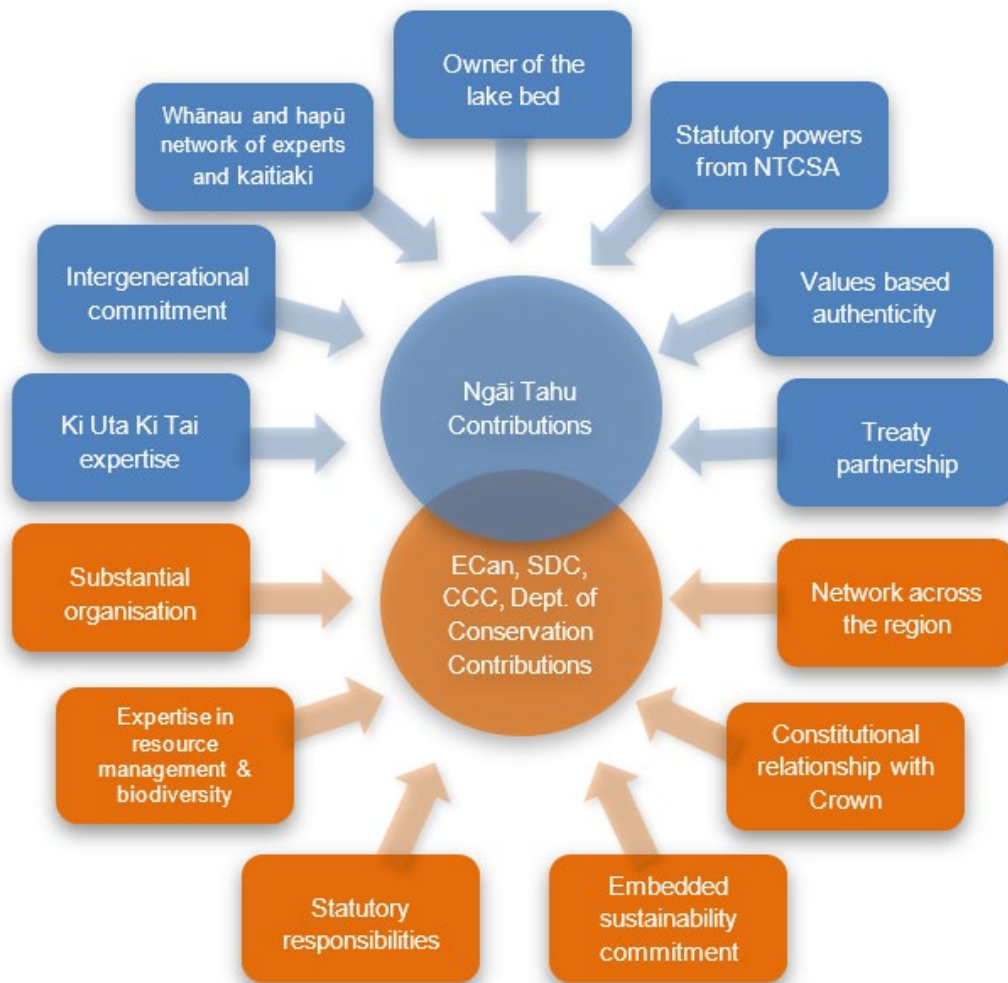 Owner of the
lake bed
Whānau and hapū
network of experts
and kaitiaki
Statutory powers
from NTCSA
Intergenerational
commitment
Values based
authenticity
Ngāi Tahu
Contributions
Ki Uta Ki Tai
expertise
Treaty
partnership
Substantial
organisation
ECan, SDC,
CCC, Dept. of
Conservation
Contributions
Network across
the region
Expertise in
resource
management &
biodiversity
Constitutional
relationship with
Crown
Statutory
responsibilities
Embedded
sustainability
commitment